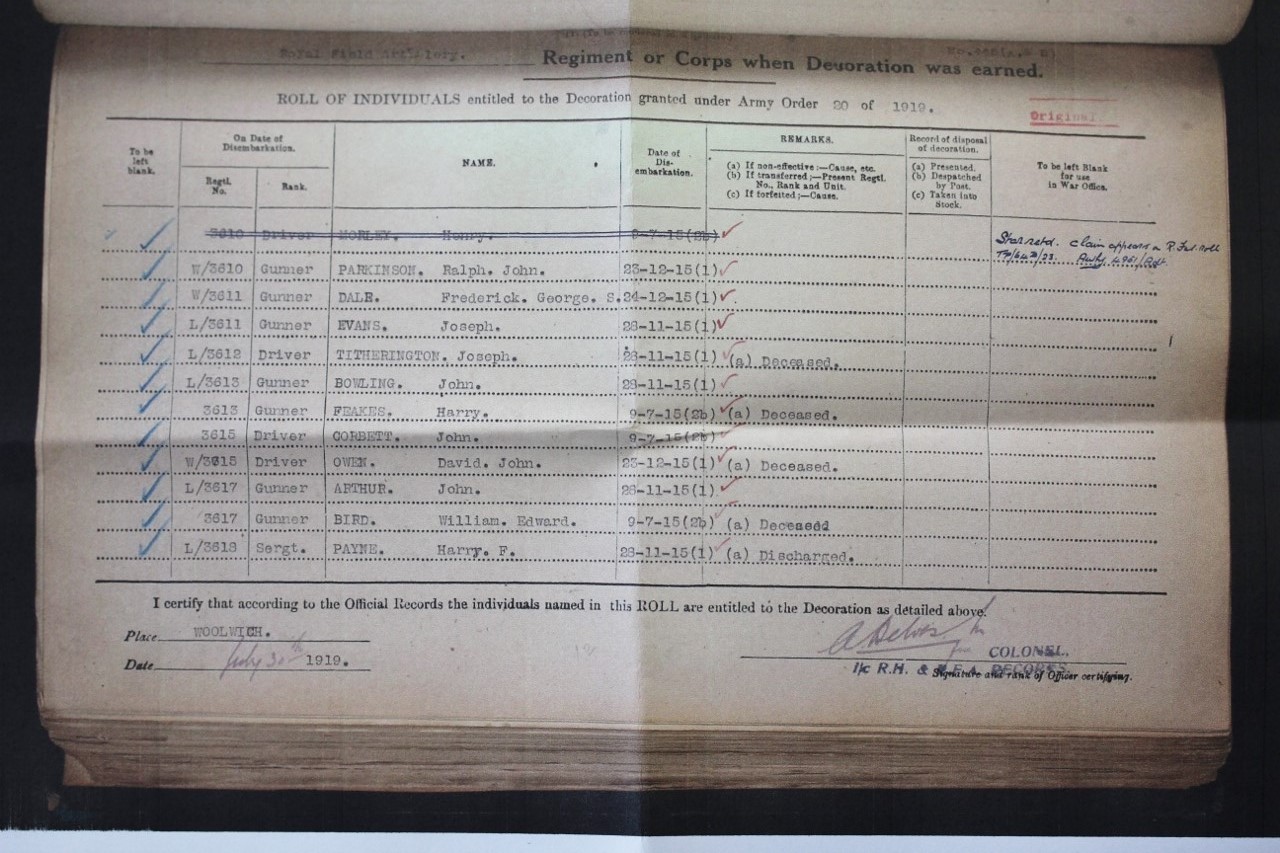 Royal Field Artillery.
Regiment or Corps when Decoration was earned.
ROLL OF INDIVIDUALS entitled to the Decoration granted under Army Order 20 of 1919.
Original
To be left blank.
On Date of Disembarkation.
Regtl. No.
Rank.
NAME.
Date of Dis-embarkation.
REMARKS.
(a) If non-effective :—Cause, etc.
(b) If transferred ;—Present Regtl. No., Rank and Unit.
(c) If forfeited ;—Cause.
Record of disposal of decoration.
(a) Presented.
(b) Despatched by Post.
(c) Taken into Stock.
To be left Blank for use in War Office.
3610 Driver MORLEY. Henry. 9-7-15(2b) Star retd. claim appears on R. Fus. Roll
W/3610 Gunner PARKINSON. Ralph. John. 23-12-15(1)
W/3611 Gunner DALE. Frederick. George. S. 24-12-15(1)
L/3611 Gunner EVANS. Joseph. 28-11-15(1)
L/3612 Driver TITHERINGTON. Joseph. 28-11-15(1) (a) Deceased.
L/3613 Gunner BOWLING. John. 28-11-15(1)
3613 Gunner FEAKES. Harry. 9-7-15(2b) (a) Deceased.
3615 Driver CORBETT. John. 9-7-15(2b)
W/3615 Driver OWEN. David. John. 23-12-15(1) (a) Deceased.
L/3617 Gunner ARTHUR. John. 28-11-15(1)
3617 Gunner BIRD. William. Edward. 9-7-15(2b) (a) Deceased
L/3618 Sergt. PAYNE. Harry. F. 28-11-15(1) (a) Discharged.
I certify that according to the Official Records the individuals named in this ROLL are entitled to the Decoration as detailed above.
Place WOOLWICH.
Date July 30th 1919.
COLONEL.
I/c R.H. & R.F.A. RECORDS.
Signature and rank of Officer certifying.